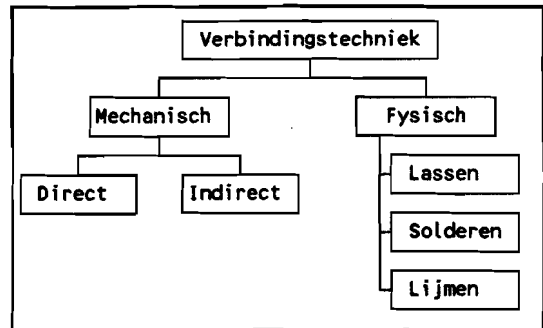 Verbindingstechniek
Mechanisch
Fysisch
Direct
Indirect
Lassen
Solderen
Lijmen